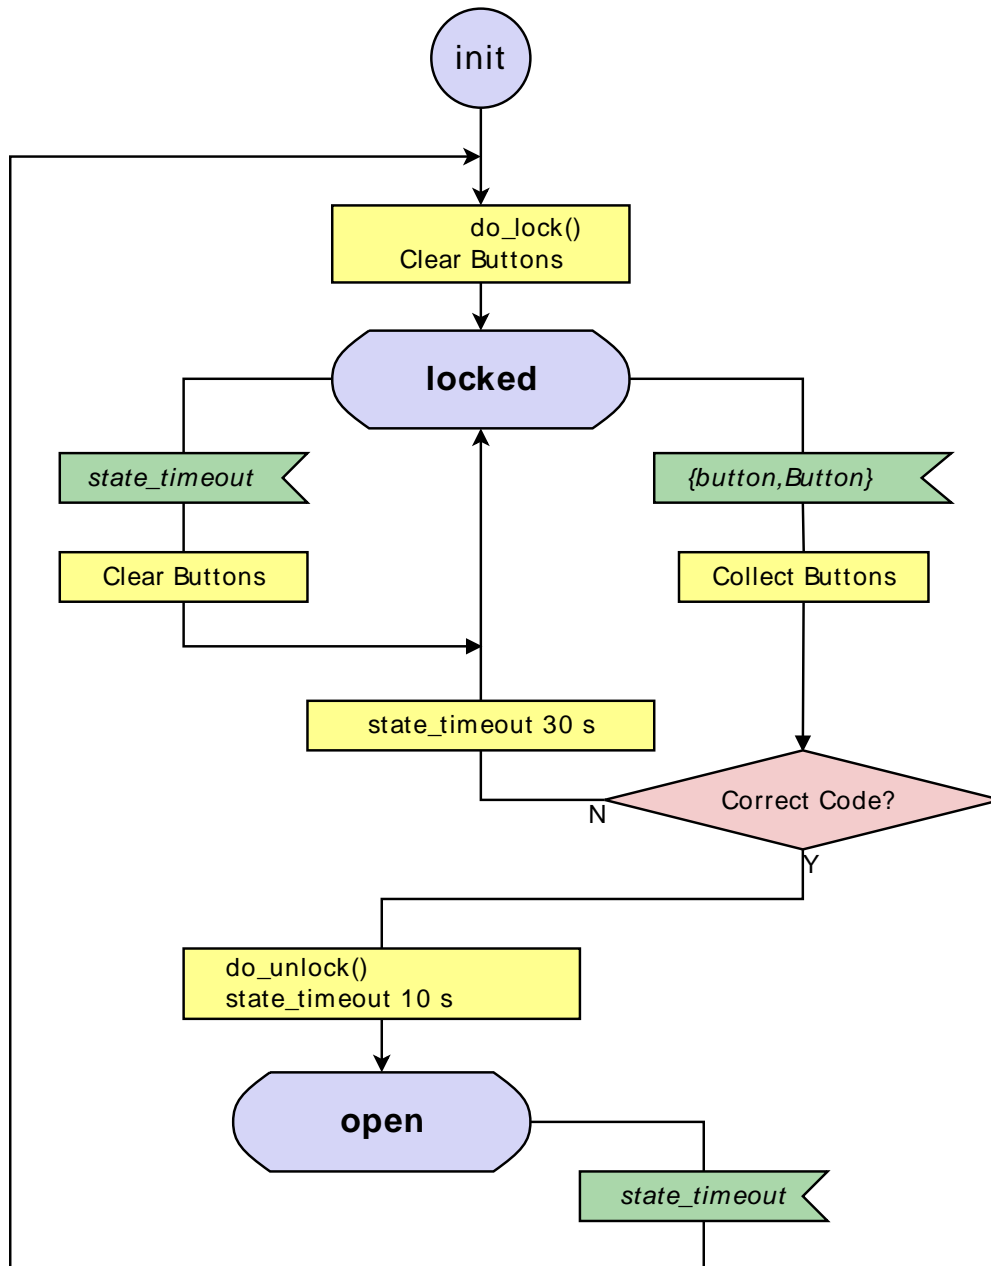 init
do_lock()
Clear Buttons
locked
state_timeout
{button,Button}
Clear Buttons
Collect Buttons
state_timeout 30 s
Correct Code?
N
Y
do_unlock()
state_timeout 10 s
open
state_timeout